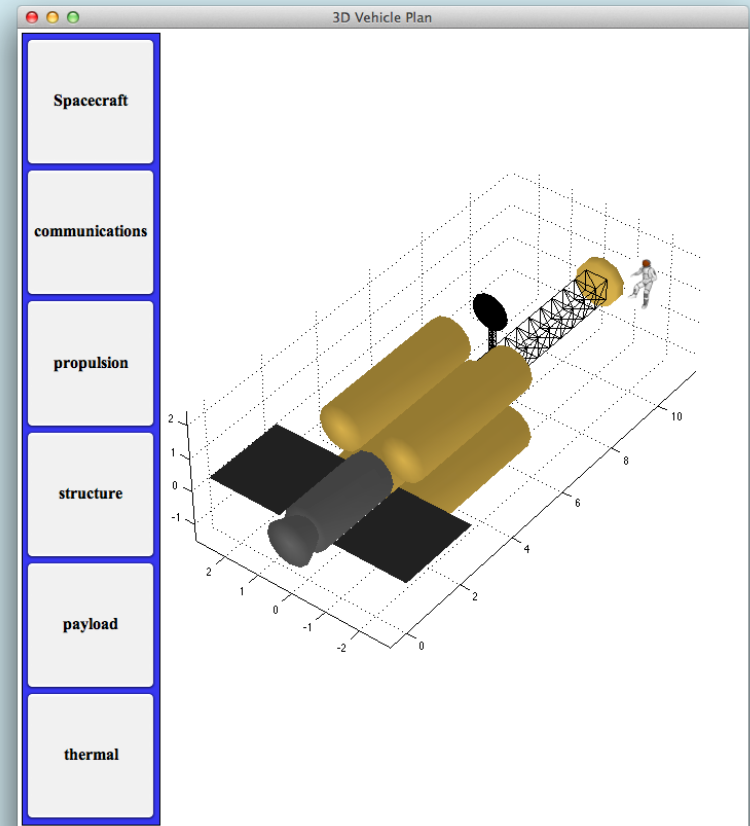 3D Vehicle Plan
Spacecraft
communications
propulsion
structure
payload
thermal
2
1
0
-1
2
1
0
-1
-2
0
2
4
6
8
10